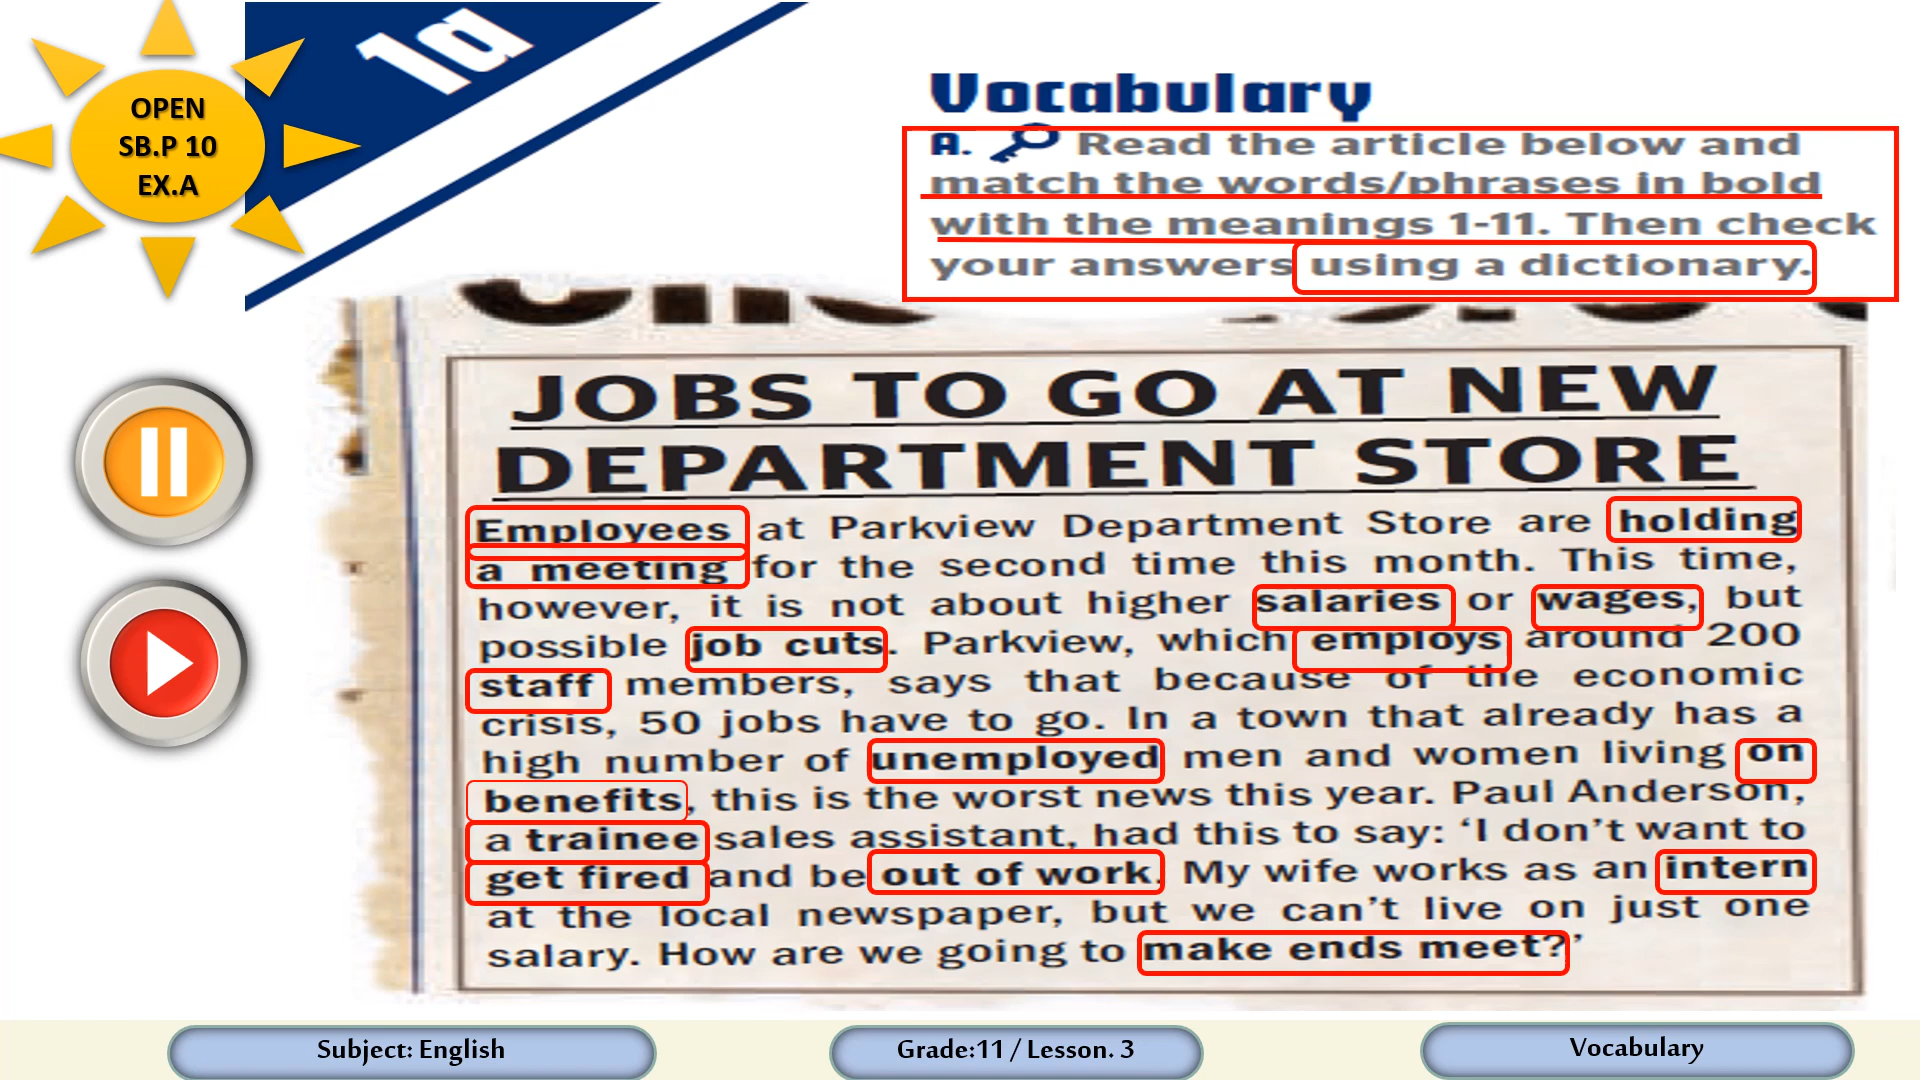 OPEN
SB.P 10
EX.A
1a
Vocabulary
A. Read the article below and
match the words/phrases in bold
with the meanings 1-11. Then check
your answers using a dictionary.
JOBS TO GO AT NEW
DEPARTMENT STORE
Employees at Parkview Department Store are holding
a meeting for the second time this month. This time,
however, it is not about higher salaries or wages, but
possible job cuts. Parkview, which employs around 200
staff members, says that because of the economic
crisis, 50 jobs have to go. In a town that already has a
high number of unemployed men and women living on
benefits, this is the worst news this year. Paul Anderson,
a trainee sales assistant, had this to say: ‘I don’t want to
get fired and be out of work. My wife works as an intern
at the local newspaper, but we can’t live on just one
salary. How are we going to make ends meet?’
Subject: English
Grade:11 / Lesson. 3
Vocabulary